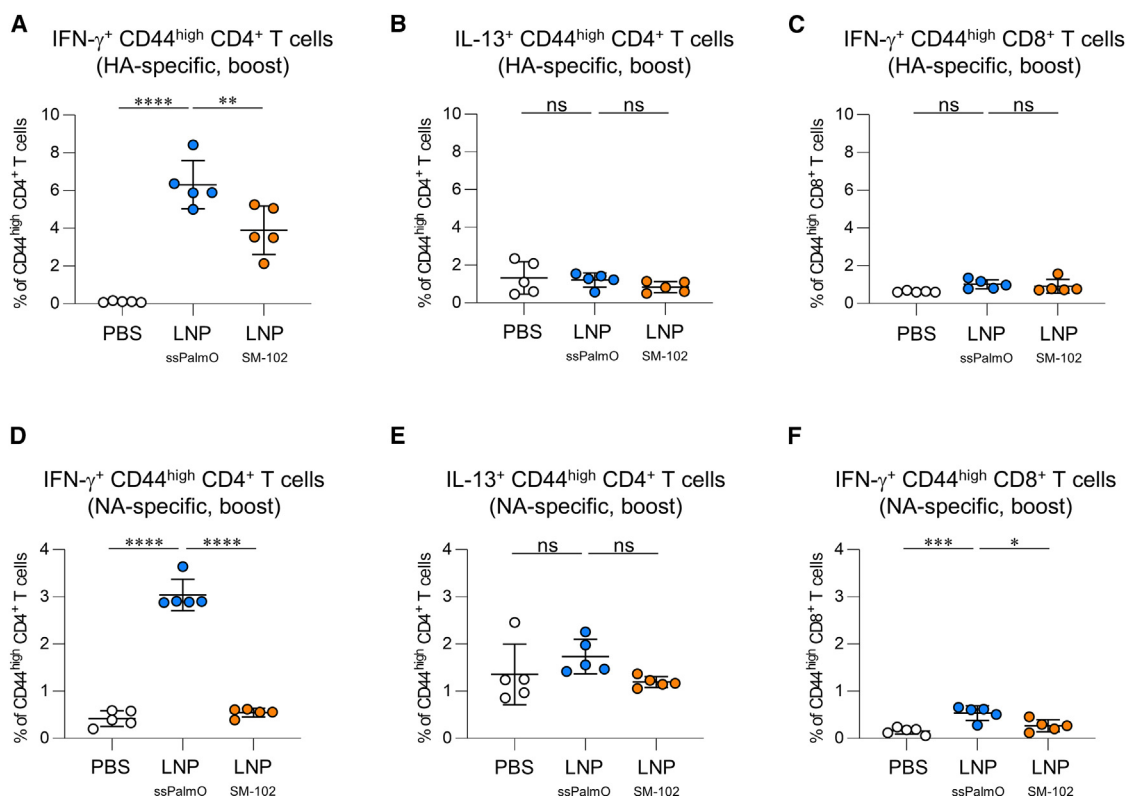 A
IFN-γ⁺ CD44ʰⁱᵍʰ CD4⁺ T cells
(HA-specific, boost)
**** **
% of CD44ʰⁱᵍʰ CD4⁺ T cells
10
8
6
4
2
0
PBS LNP LNP
ssPalmO SM-102
B
IL-13⁺ CD44ʰⁱᵍʰ CD4⁺ T cells
(HA-specific, boost)
ns ns
% of CD44ʰⁱᵍʰ CD4⁺ T cells
10
8
6
4
2
0
PBS LNP LNP
ssPalmO SM-102
C
IFN-γ⁺ CD44ʰⁱᵍʰ CD8⁺ T cells
(HA-specific, boost)
ns ns
% of CD44ʰⁱᵍʰ CD8⁺ T cells
10
8
6
4
2
0
PBS LNP LNP
ssPalmO SM-102
D
IFN-γ⁺ CD44ʰⁱᵍʰ CD4⁺ T cells
(NA-specific, boost)
**** ****
% of CD44ʰⁱᵍʰ CD4⁺ T cells
4
3
2
1
0
PBS LNP LNP
ssPalmO SM-102
E
IL-13⁺ CD44ʰⁱᵍʰ CD4⁺ T cells
(NA-specific, boost)
ns ns
% of CD44ʰⁱᵍʰ CD4⁺ T cells
4
3
2
1
0
PBS LNP LNP
ssPalmO SM-102
F
IFN-γ⁺ CD44ʰⁱᵍʰ CD8⁺ T cells
(NA-specific, boost)
*** *
% of CD44ʰⁱᵍʰ CD8⁺ T cells
4
3
2
1
0
PBS LNP LNP
ssPalmO SM-102